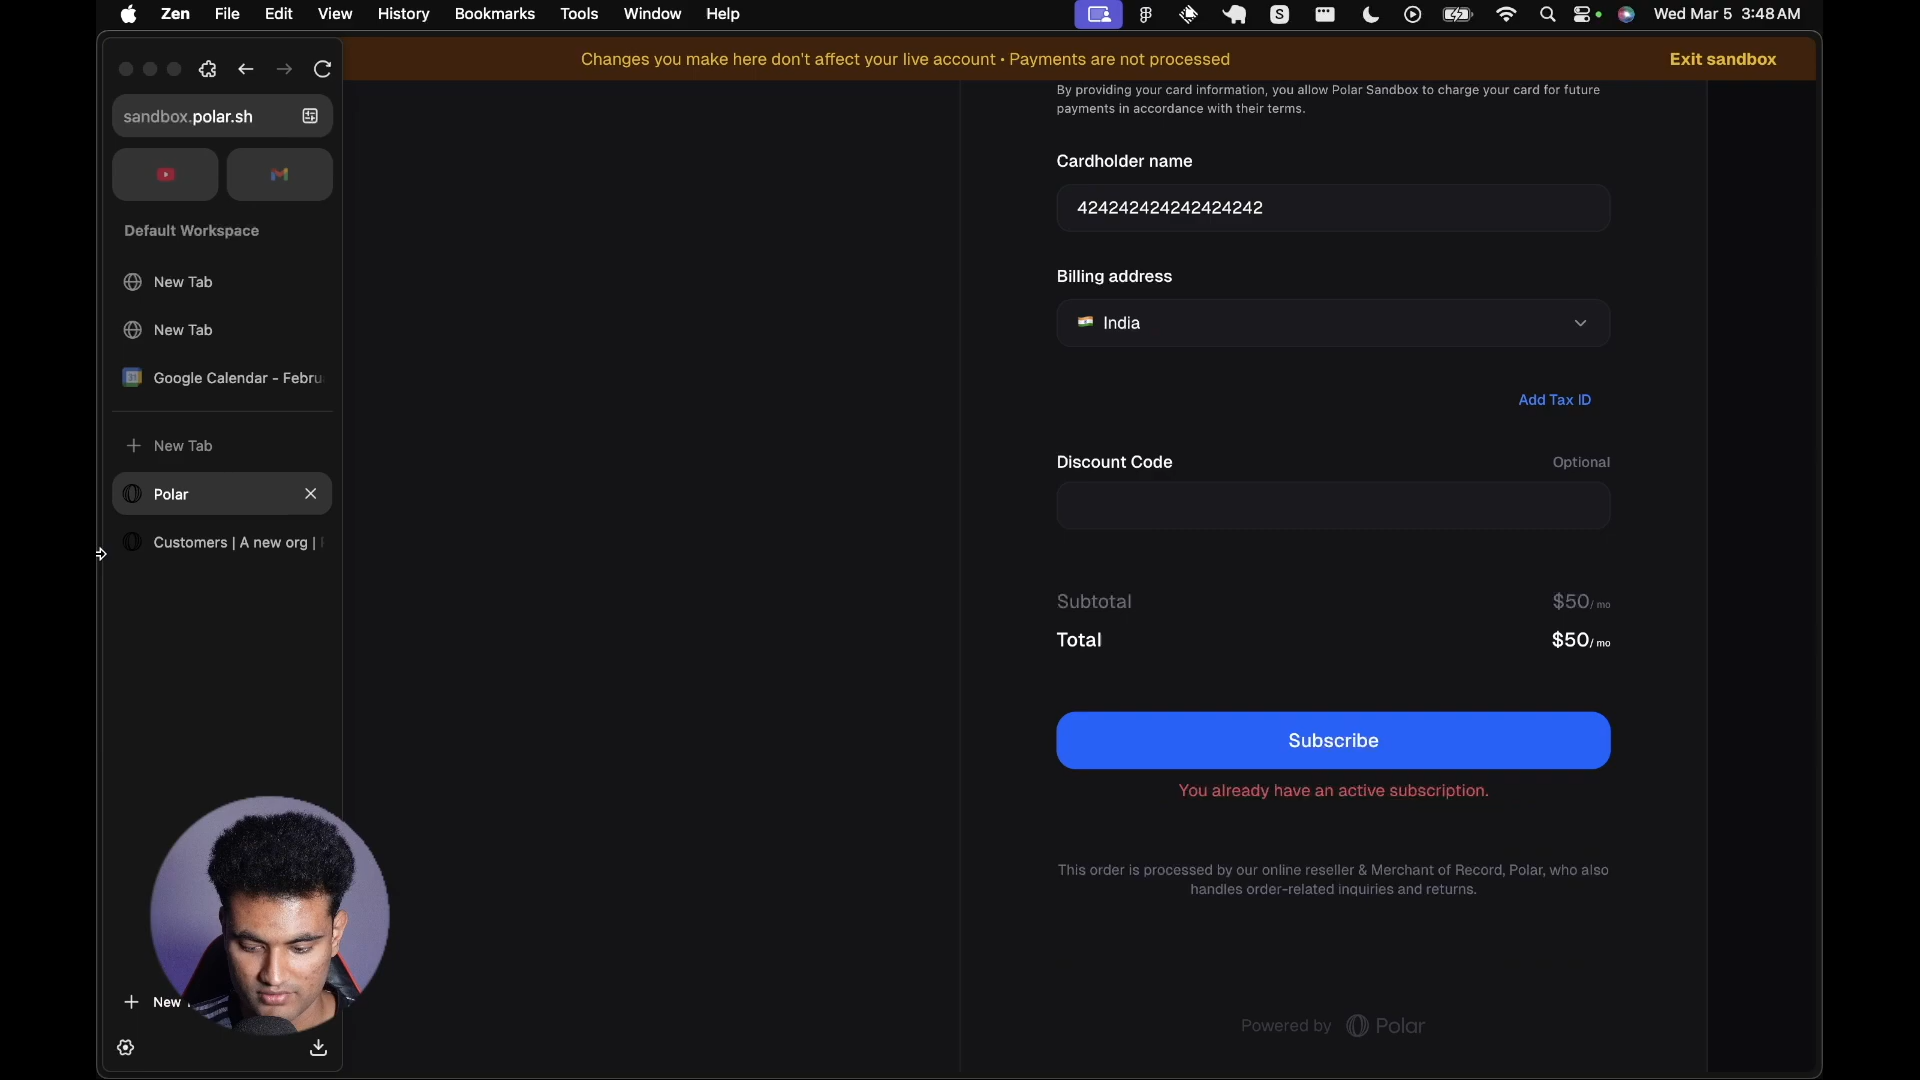 Zen File Edit View History Bookmarks Tools Window Help
S
Wed Mar 5 3:48 AM
Changes you make here don't affect your live account • Payments are not processed
Exit sandbox
sandbox.polar.sh
Default Workspace
New Tab
New Tab
31 Google Calendar - Febru
New Tab
Polar
Customers | A new org |
New
By providing your card information, you allow Polar Sandbox to charge your card for future
payments in accordance with their terms.
Cardholder name
424242424242424242
Billing address
India
Add Tax ID
Discount Code Optional
Subtotal $50/ mo
Total $50/ mo
Subscribe
You already have an active subscription.
This order is processed by our online reseller & Merchant of Record, Polar, who also
handles order-related inquiries and returns.
Powered by Polar